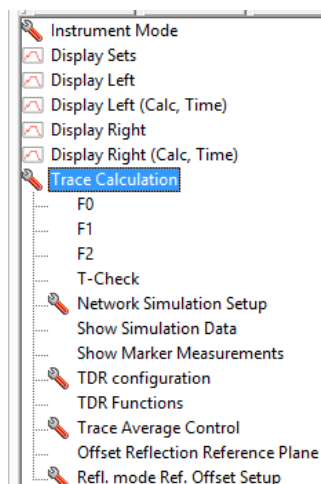 Instrument Mode
Display Sets
Display Left
Display Left (Calc, Time)
Display Right
Display Right (Calc, Time)
Trace Calculation
F0
F1
F2
T-Check
Network Simulation Setup
Show Simulation Data
Show Marker Measurements
TDR configuration
TDR Functions
Trace Average Control
Offset Reflection Reference Plane
Refl. mode Ref. Offset Setup